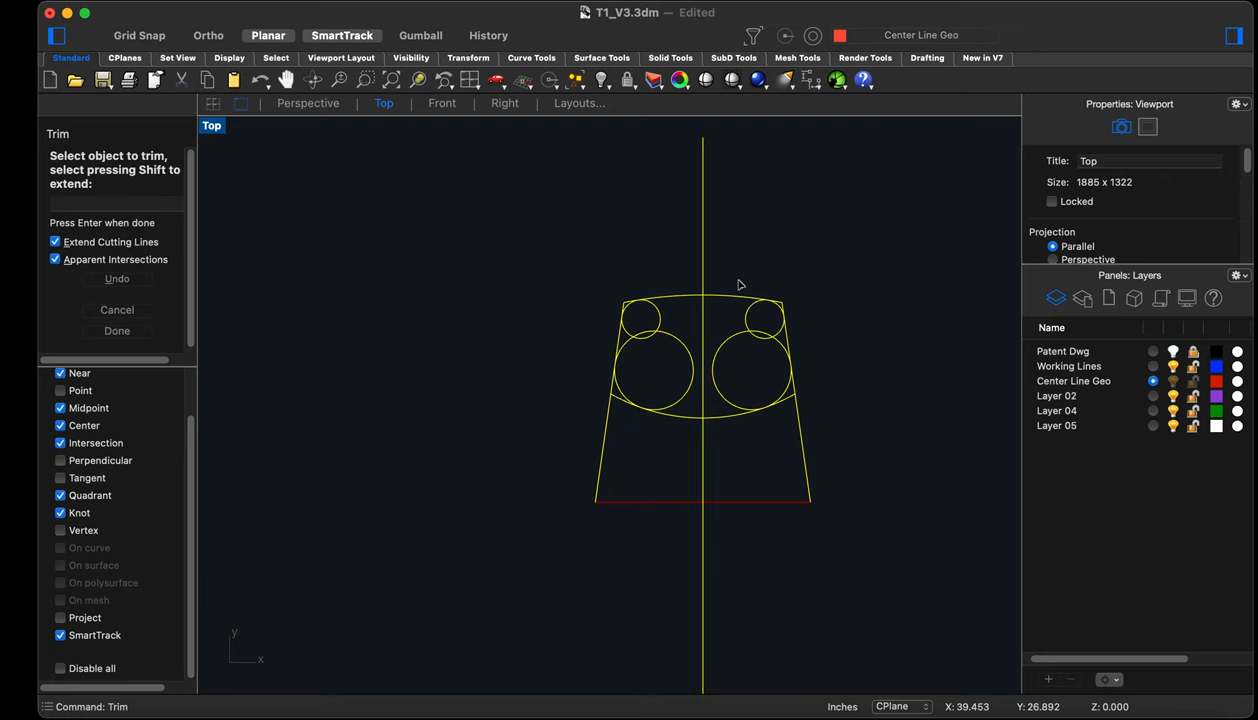 T1_V3.3dm — Edited
Grid Snap Ortho Planar SmartTrack Gumball History Center Line Geo
Standard CPlanes Set View Display Select Viewport Layout Visibility Transform Curve Tools Surface Tools Solid Tools SubD Tools Mesh Tools Render Tools Drafting New in V7
Perspective Top Front Right Layouts...
Properties: Viewport
Top
Trim
Select object to trim,
select pressing Shift to
extend:
Press Enter when done
Extend Cutting Lines
Apparent Intersections
Undo
Cancel
Done
Near
Point
Midpoint
Center
Intersection
Perpendicular
Tangent
Quadrant
Knot
Vertex
On curve
On surface
On polysurface
On mesh
Project
SmartTrack
Disable all
y
x
Title: Top
Size: 1885 x 1322
Locked
Projection
Parallel
Perspective
Panels: Layers
Name
Patent Dwg
Working Lines
Center Line Geo
Layer 02
Layer 04
Layer 05
Command: Trim
Inches CPlane X: 39.453 Y: 26.892 Z: 0.000